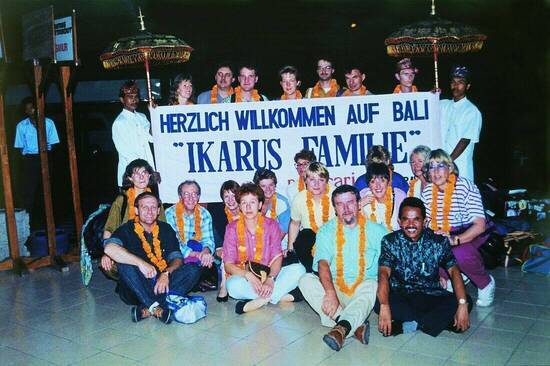 HERZLICH WILLKOMMEN AUF BALI
"IKARUS FAMILIE"